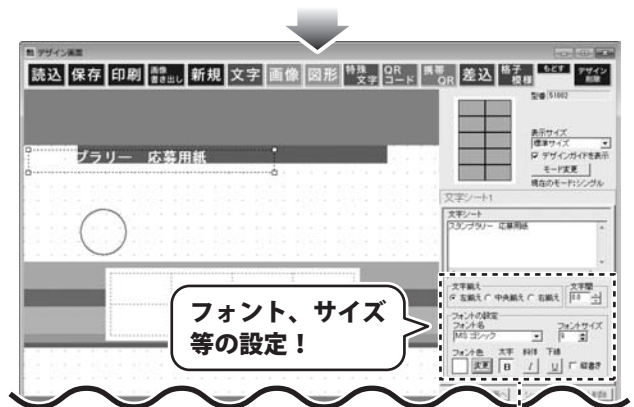 デザイン画面
読込 保存 印刷 画像書き出し 新規 文字 画像 図形 特殊文字 QRコード 携帯QR 差込 格子模様 もどす デザイン削除
型番 51002
表示サイズ
標準サイズ
デザインガイドを表示
モード変更
現在のモード:シングル
プラリー 応募用紙
文字シート1
文字シート
スタンプラリー 応募用紙
文字揃え
左揃え 中央揃え 右揃え
文字間
0.0
フォントの設定
フォント名
フォントサイズ
MS ゴシック
9
フォント色 太字 斜体 下線
変更 B I U 縦書き
フォント、サイズ
等の設定！